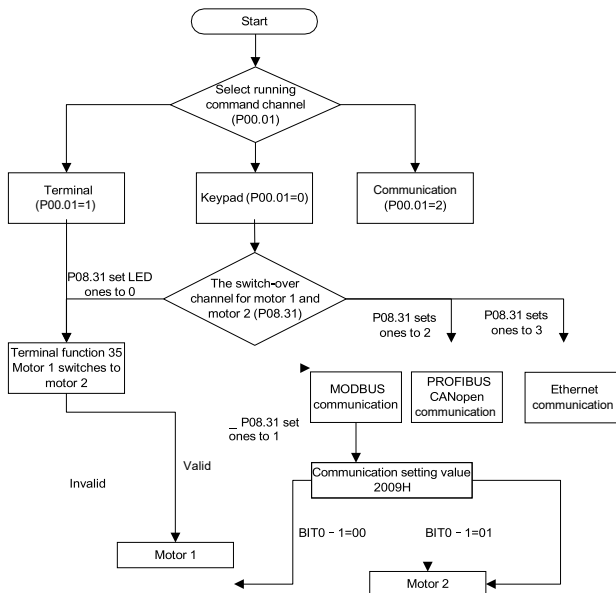 Start
Select running
command channel
(P00.01)
Terminal
(P00.01=1)
Keypad (P00.01=0)
Communication
(P00.01=2)
P08.31 set LED
ones to 0
The switch-over
channel for motor 1 and
motor 2 (P08.31)
P08.31 sets
ones to 2
P08.31 sets
ones to 3
Terminal function 35
Motor 1 switches to
motor 2
MODBUS
communication
PROFIBUS
CANopen
communication
Ethernet
communication
_ P08.31 set
ones to 1
Valid
Invalid
Communication setting value
2009H
BIT0 - 1=00
BIT0 - 1=01
Motor 1
Motor 2